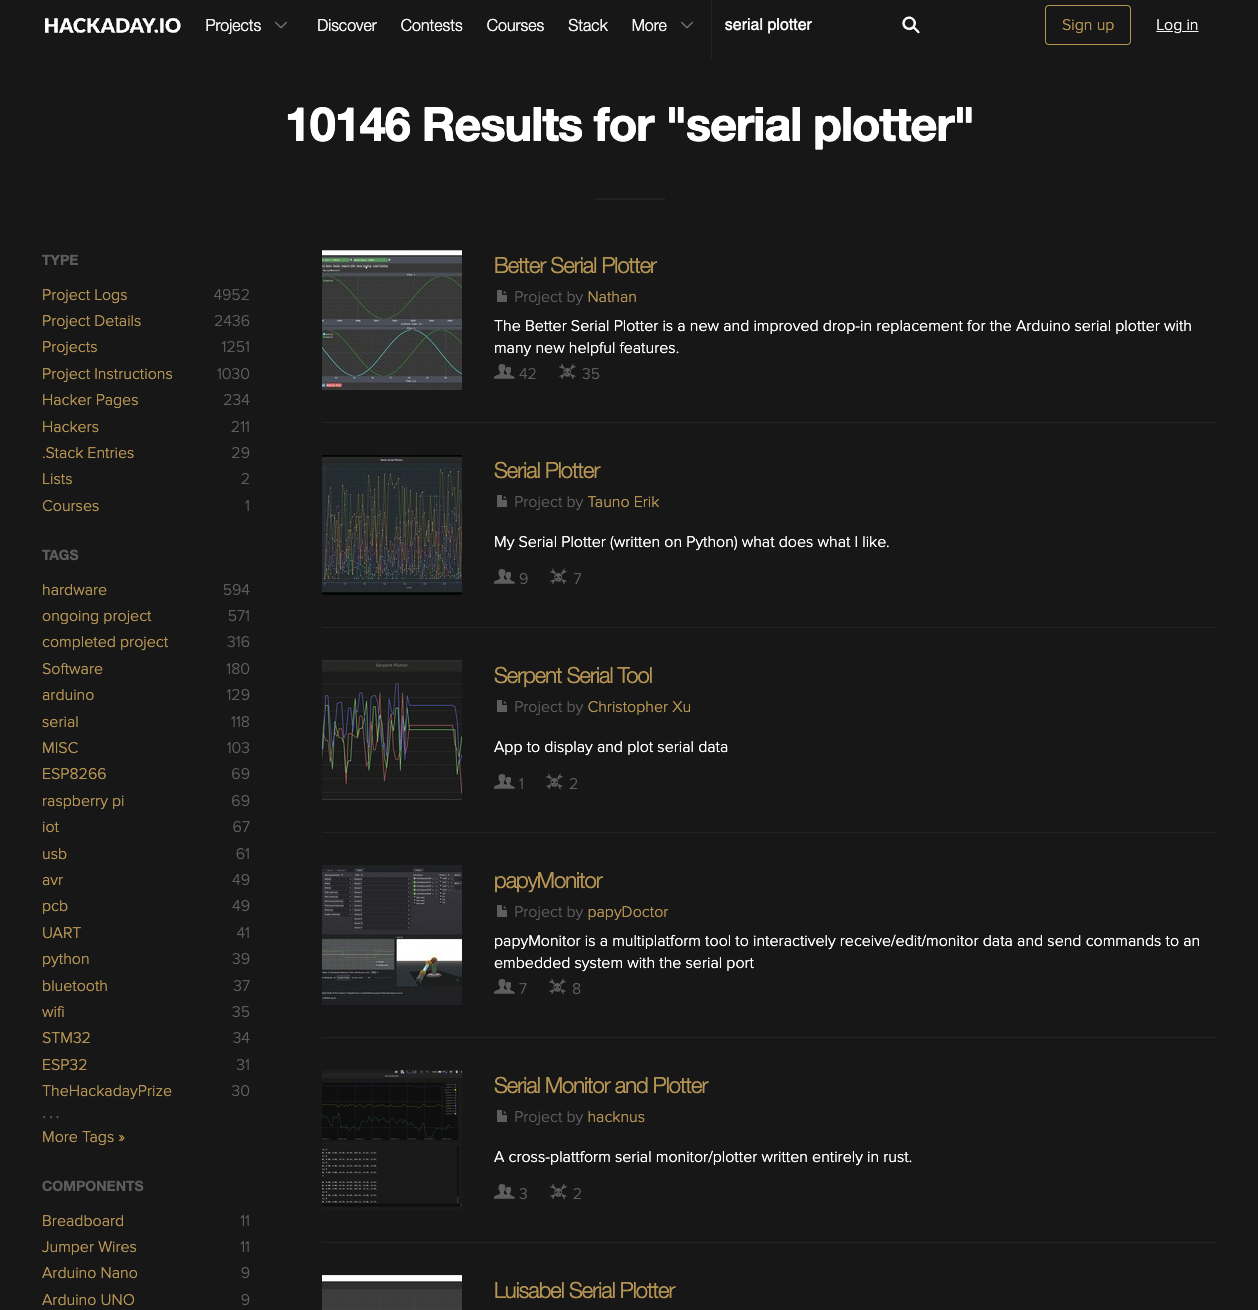 HACKADAY.IO Projects Discover Contests Courses Stack More serial plotter Sign up Log in
10146 Results for "serial plotter"
TYPE
Project Logs 4952
Project Details 2436
Projects 1251
Project Instructions 1030
Hacker Pages 234
Hackers 211
.Stack Entries 29
Lists 2
Courses 1
TAGS
hardware 594
ongoing project 571
completed project 316
Software 180
arduino 129
serial 118
MISC 103
ESP8266 69
raspberry pi 69
iot 67
usb 61
avr 49
pcb 49
UART 41
python 39
bluetooth 37
wifi 35
STM32 34
ESP32 31
TheHackadayPrize 30
...
More Tags »
COMPONENTS
Breadboard 11
Jumper Wires 11
Arduino Nano 9
Arduino UNO 9
Better Serial Plotter
Project by Nathan
The Better Serial Plotter is a new and improved drop-in replacement for the Arduino serial plotter with
many new helpful features.
42 35
Serial Plotter
Project by Tauno Erik
My Serial Plotter (written on Python) what does what I like.
9 7
Serpent Plotter
Serpent Serial Tool
Project by Christopher Xu
App to display and plot serial data
1 2
papyMonitor
Project by papyDoctor
papyMonitor is a multiplatform tool to interactively receive/edit/monitor data and send commands to an
embedded system with the serial port
7 8
Serial Monitor and Plotter
Project by hacknus
A cross-plattform serial monitor/plotter written entirely in rust.
3 2
Luisabel Serial Plotter